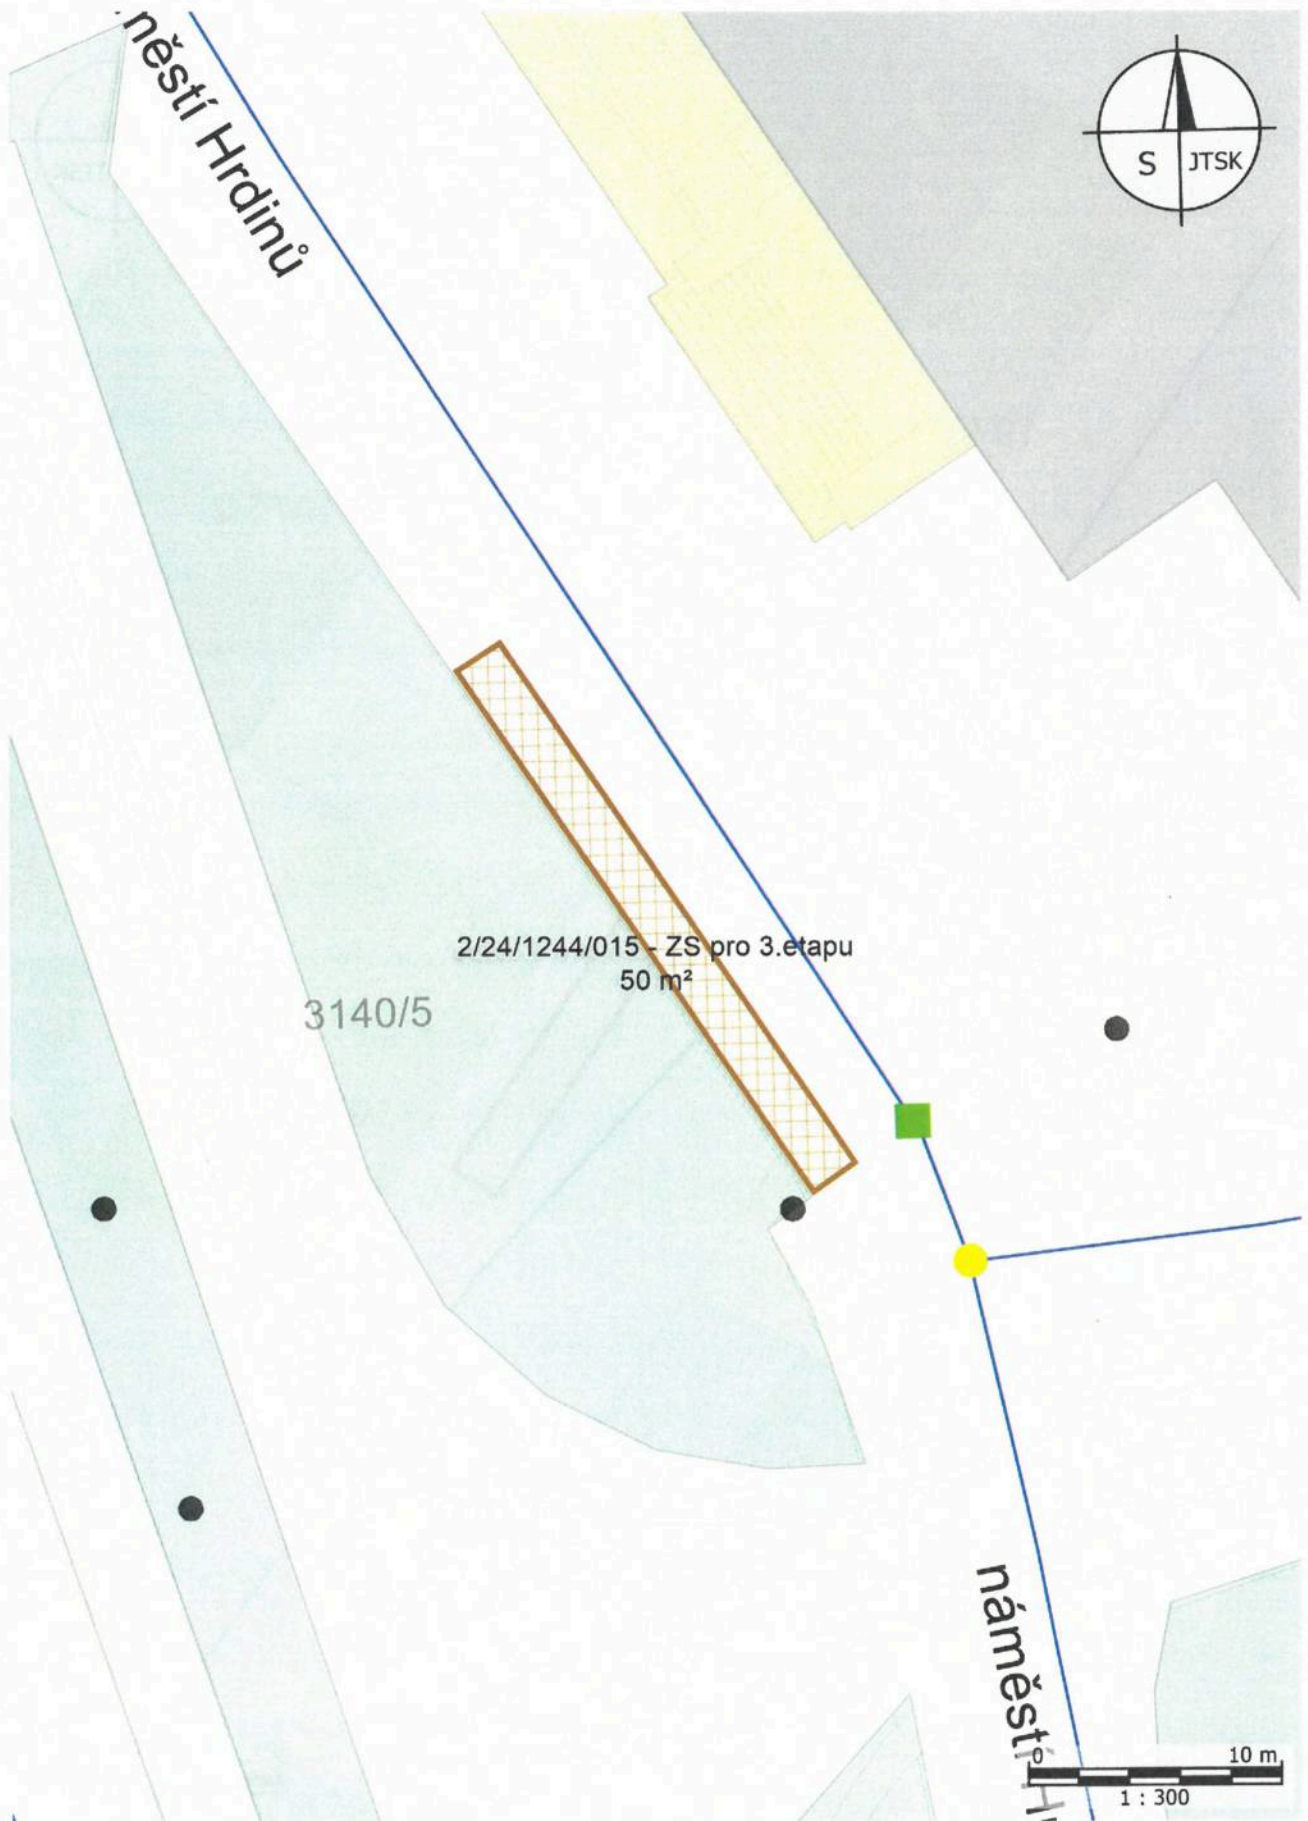 městí Hrdinů
S JTSK
2/24/1244/015 - ZS pro 3.etapu
50 m²
3140/5
náměstí H
0 10 m
1 : 300